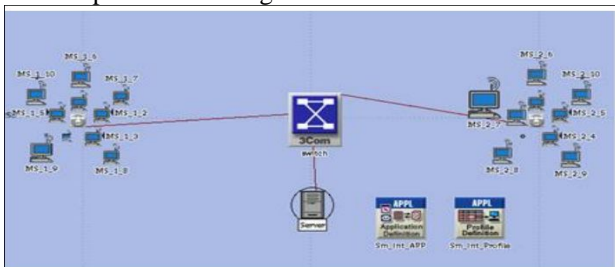 MS_1_6
MS_1_10
MS_1_7
MS_1_5
MS_1_2
MS_1_3
MS_1_9
MS_1_8
3Com
switch
Server
MS_2_6
MS_2_10
MS_2_7
MS_2_5
MS_2_4
MS_2_8
MS_2_9
APPL
Application
Definition
Sm_Int_APP
APPL
Profile
Definition
Sm_Int_Profile